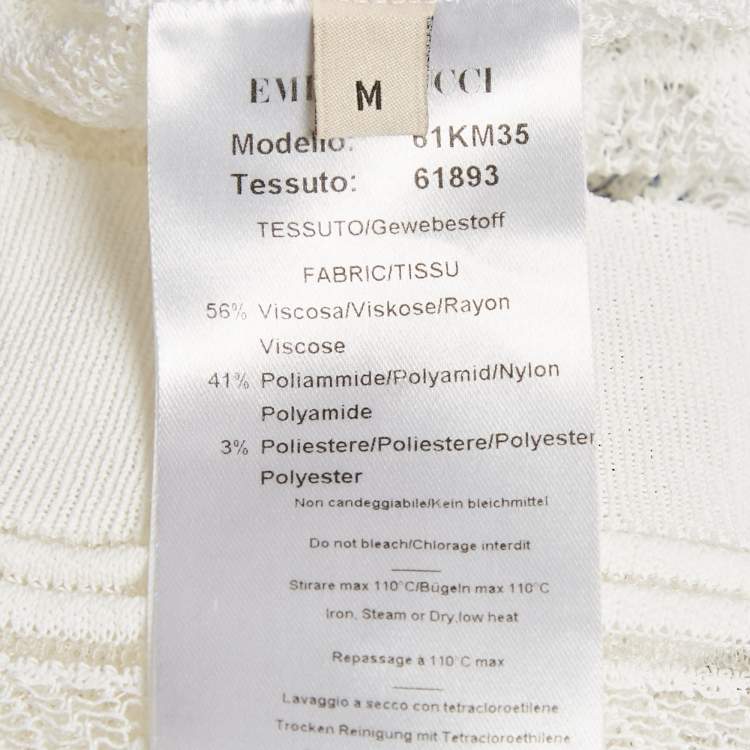 M
Modello: 61KM35
Tessuto: 61893
TESSUTO/Gewebestoff
FABRIC/TISSU
56% Viscosa/Viskose/Rayon
Viscose
41% Poliammide/Polyamid/Nylon
Polyamide
3% Poliestere/Poliestere/Polyester
Polyester
Non candeggiabile/Kein bleichmittel
Do not bleach/Chlorage interdit
Stirare max 110°C/Bügeln max 110°C
Iron, Steam or Dry,low heat
Repassage à 110°C max
Lavaggio a secco con tetracloroetilene
Trocken Reinigung mit Tetracloroethilene